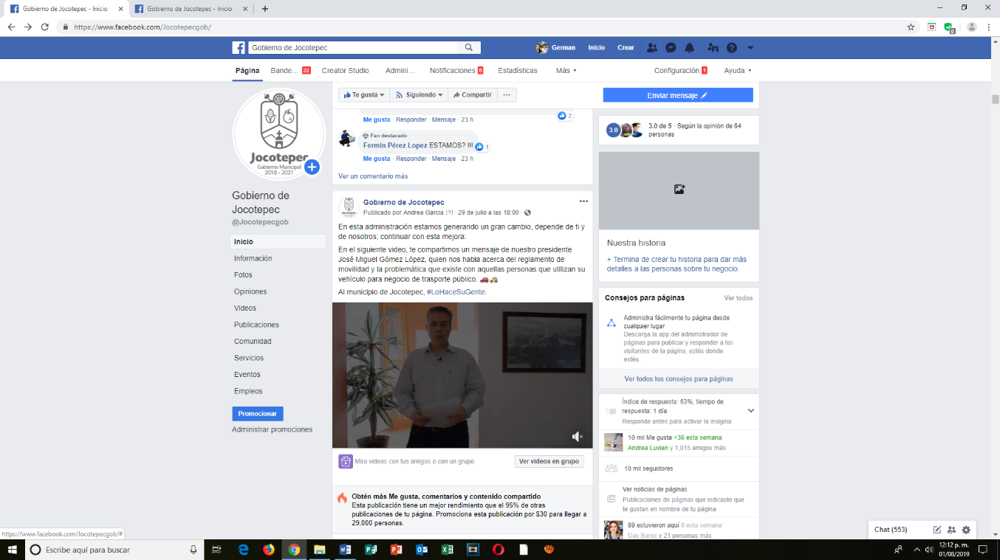 Gobierno de Jocotepec - Inicio
Gobierno de Jocotepec - Inicio
https://www.facebook.com/Jocotepecgob/
Gobierno de Jocotepec
German
Inicio
Crear
Página
Bande... 22
Creator Studio
Admini...
Notificaciones 6
Estadísticas
Más
Configuración 1
Ayuda
Jocotepec
Gobierno Municipal
2018 - 2021
Gobierno de
Jocotepec
@Jocotepecgob
Inicio
Información
Fotos
Opiniones
Videos
Publicaciones
Comunidad
Servicios
Eventos
Empleos
Promocionar
Administrar promociones
Te gusta
Siguiendo
Compartir
Enviar mensaje
2
Me gusta · Responder · Mensaje · 23 h
Fan destacado
Fermin Pérez Lopez ESTAMOS? !!!
1
Me gusta · Responder · Mensaje · 23 h
Ver un comentario más
Gobierno de Jocotepec
Publicado por Andrea Garcia [?] · 29 de julio a las 18:00 ·
En esta administración estamos generando un gran cambio, depende de ti y
de nosotros; continuar con esta mejora:
En el siguiente video, te compartimos un mensaje de nuestro presidente
José Miguel Gómez López, quien nos habla acerca del reglamento de
movilidad y la problemática que existe con aquellas personas que utilizan su
vehículo para negocio de trasporte público.
Al municipio de Jocotepec, #LoHaceSuGente.
Mira videos con tus amigos o con un grupo
Ver videos en grupo
Obtén más Me gusta, comentarios y contenido compartido
Esta publicación tiene un mejor rendimiento que el 95% de otras
publicaciones de tu página. Promociona esta publicación por $30 para llegar a
29,000 personas.
3.0
3.0 de 5 · Según la opinión de 64
personas
Nuestra historia
+ Termina de crear tu historia para dar más
detalles a las personas sobre tu negocio.
Consejos para páginas
Ver todos
Administra fácilmente tu página desde
cualquier lugar
Descarga la app del administrador de
páginas para publicar y responder a los
visitantes de la página, estés donde
estés.
Ver todos los consejos para páginas
Índice de respuesta: 63%; tiempo de
respuesta: 1 día
Responde antes para activar la insignia
10 mil Me gusta +36 esta semana
Andrea Luvian y 1,015 amigos más
10 mil seguidores
Ver noticias de páginas
Publicaciones de páginas que indicaste que
te gustan en nombre de tu página
89 estuvieron aquí 0 esta semana
Day Barez y 21 personas más
Chat (553)
https://www.facebook.com/Jocotepecgob/#
Escribe aquí para buscar
12:12 p. m.
01/08/2019